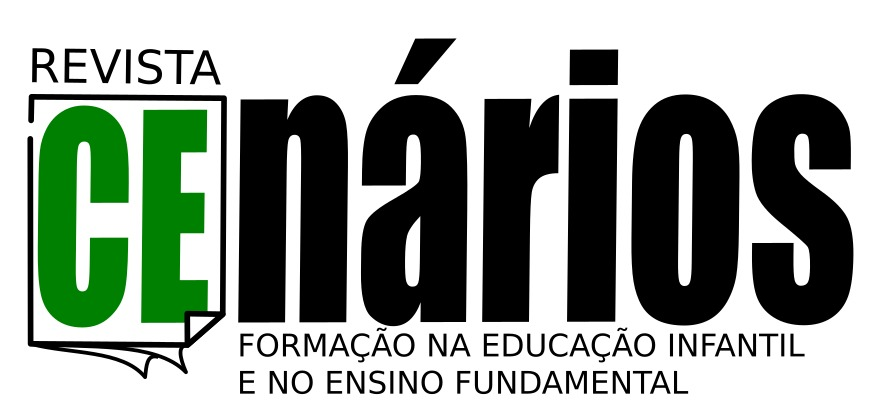 REVISTA
CEnários
FORMAÇÃO NA EDUCAÇÃO INFANTIL
E NO ENSINO FUNDAMENTAL